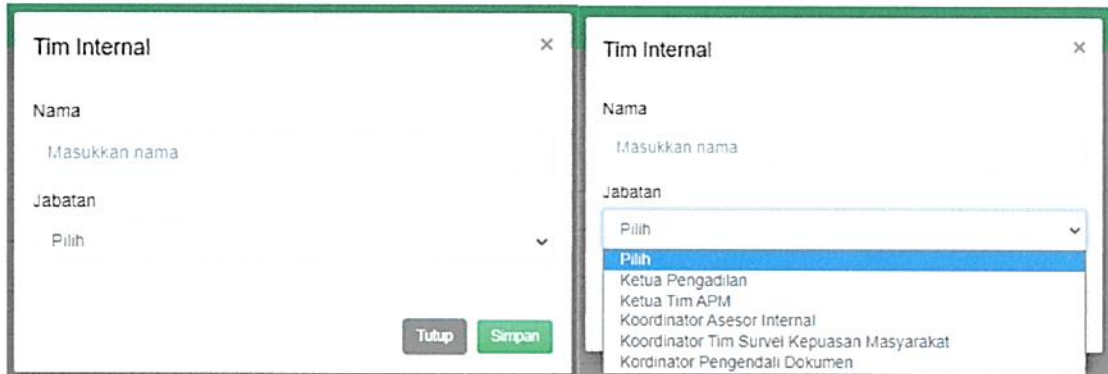 Tim Internal ×
Nama
Masukkan nama
Jabatan
Pilih
Tutup Simpan
Tim Internal ×
Nama
Masukkan nama
Jabatan
Pilih
Pilih
Ketua Pengadilan
Ketua Tim APM
Koordinator Asesor Internal
Koordinator Tim Survei Kepuasan Masyarakat
Kordinator Pengendali Dokumen